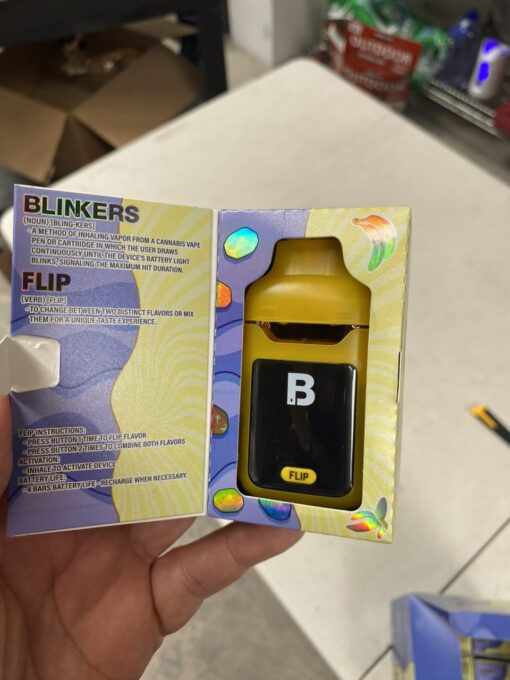 BLINKERS
(NOUN) [BLING·KERS]
- A METHOD OF INHALING VAPOR FROM A CANNABIS VAPE
PEN OR CARTRIDGE IN WHICH THE USER DRAWS
CONTINUOUSLY UNTIL THE DEVICE'S BATTERY LIGHT
BLINKS, SIGNALING THE MAXIMUM HIT DURATION.
FLIP
(VERB) [FLIP]
- TO CHANGE BETWEEN TWO DISTINCT FLAVORS OR MIX
THEM FOR A UNIQUE TASTE EXPERIENCE.
FLIP INSTRUCTIONS:
- PRESS BUTTON 1 TIME TO FLIP FLAVOR
- PRESS BUTTON 2 TIMES TO COMBINE BOTH FLAVORS
ACTIVATION:
- INHALE TO ACTIVATE DEVICE
BATTERY LIFE:
- 4 BARS BATTERY LIFE - RECHARGE WHEN NECESSARY.
B
FLIP